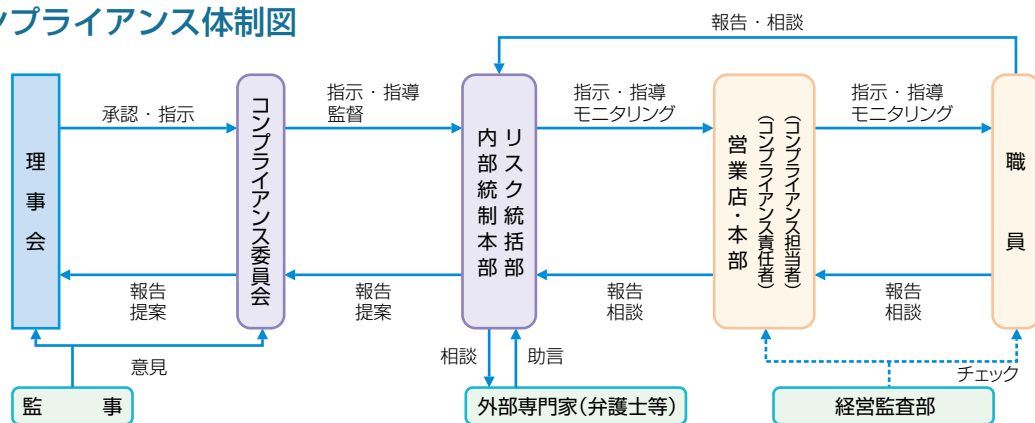 ンプライアンス体制図
報告・相談
承認・指示
指示・指導
監督
指示・指導
モニタリング
指示・指導
モニタリング
理事会
コンプライアンス委員会
リスク統括部
内部統制本部
(コンプライアンス担当者)
(コンプライアンス責任者)
営業店・本部
職員
報告
提案
報告
提案
報告
相談
報告
相談
意見
相談
助言
チェック
監事
外部専門家(弁護士等)
経営監査部